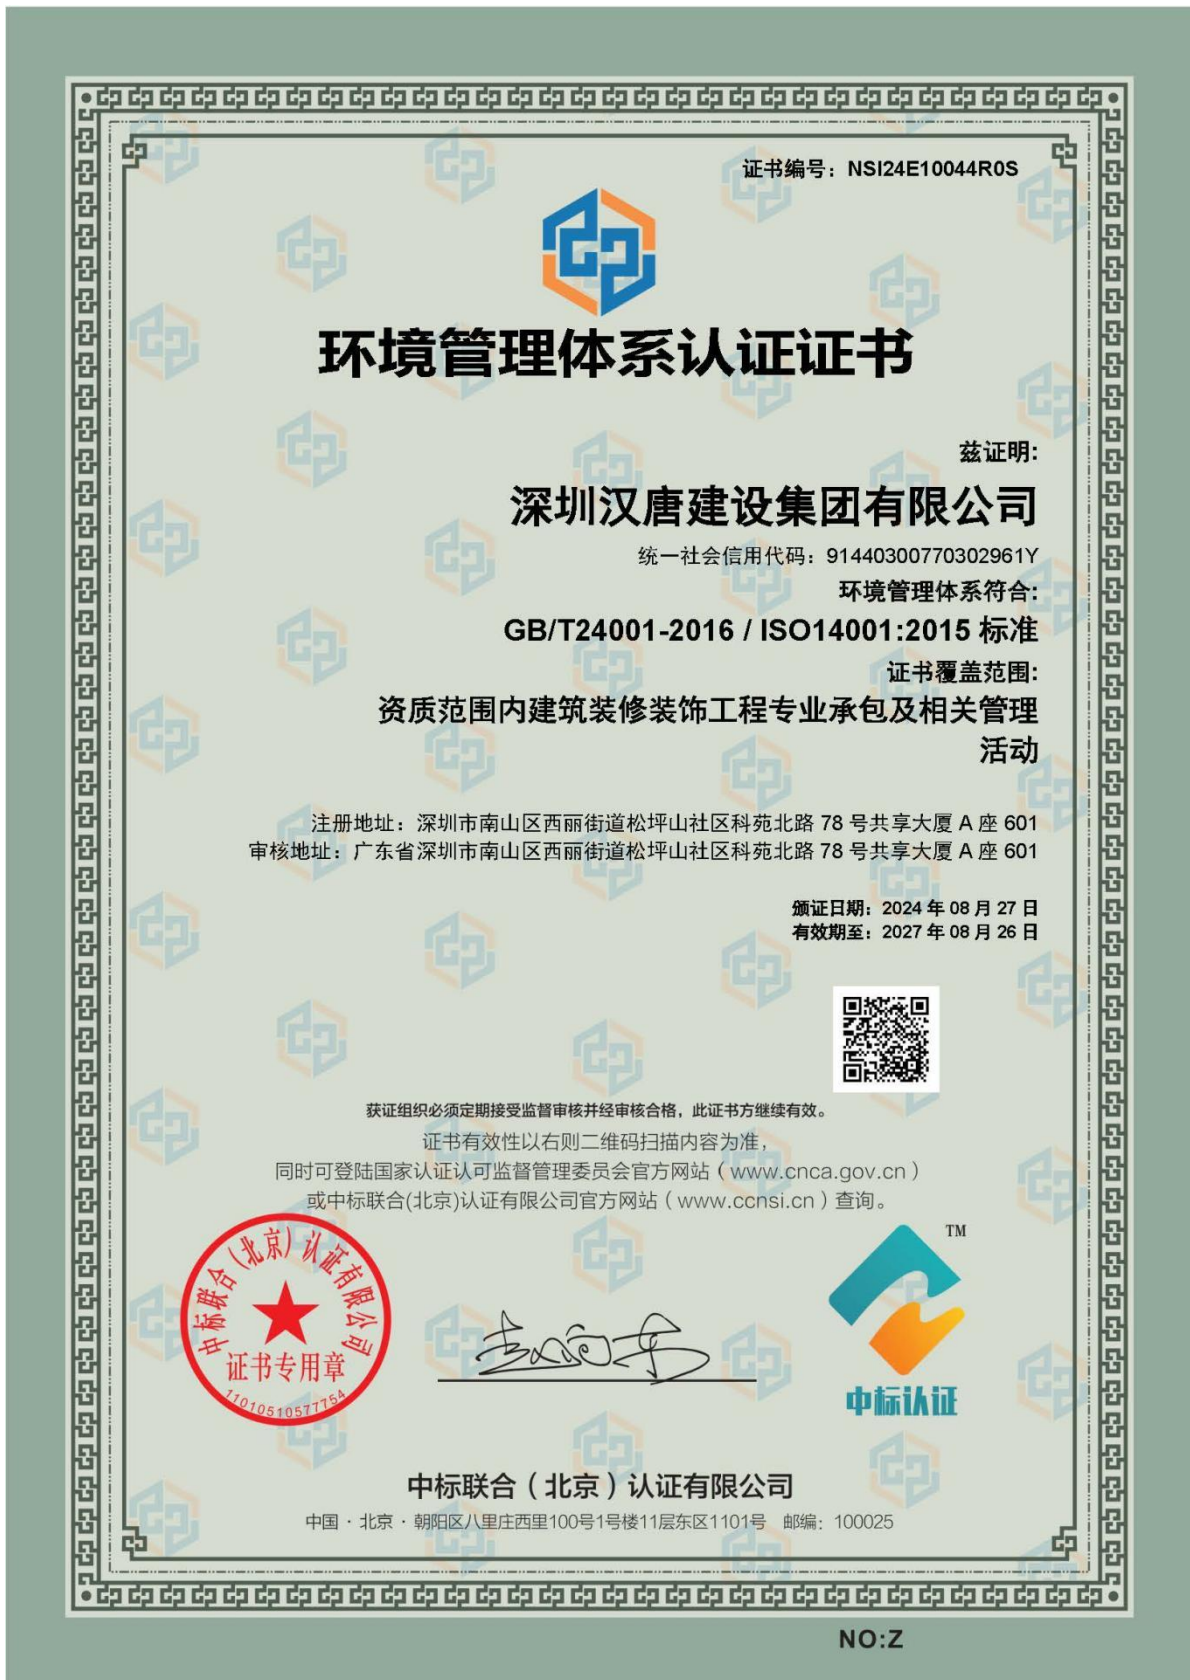 证书编号：NSI24E10044R0S
环境管理体系认证证书
兹证明:
深圳汉唐建设集团有限公司
统一社会信用代码：91440300770302961Y
环境管理体系符合:
GB/T24001-2016 / ISO14001:2015 标准
证书覆盖范围:
资质范围内建筑装修装饰工程专业承包及相关管理
活动
注册地址：深圳市南山区西丽街道松坪山社区科苑北路 78 号共享大厦 A 座 601
审核地址：广东省深圳市南山区西丽街道松坪山社区科苑北路 78 号共享大厦 A 座 601
颁证日期：2024 年 08 月 27 日
有效期至：2027 年 08 月 26 日
获证组织必须定期接受监督审核并经审核合格，此证书方继续有效。
证书有效性以右则二维码扫描内容为准，
同时可登陆国家认证认可监督管理委员会官方网站（www.cnca.gov.cn）
或中标联合(北京)认证有限公司官方网站（www.ccnsi.cn）查询。
中标联合（北京）认证有限公司
证书专用章
11010510577754
TM
中标认证
中标联合（北京）认证有限公司
中国 · 北京 · 朝阳区八里庄西里100号1号楼11层东区1101号 邮编：100025
NO:Z